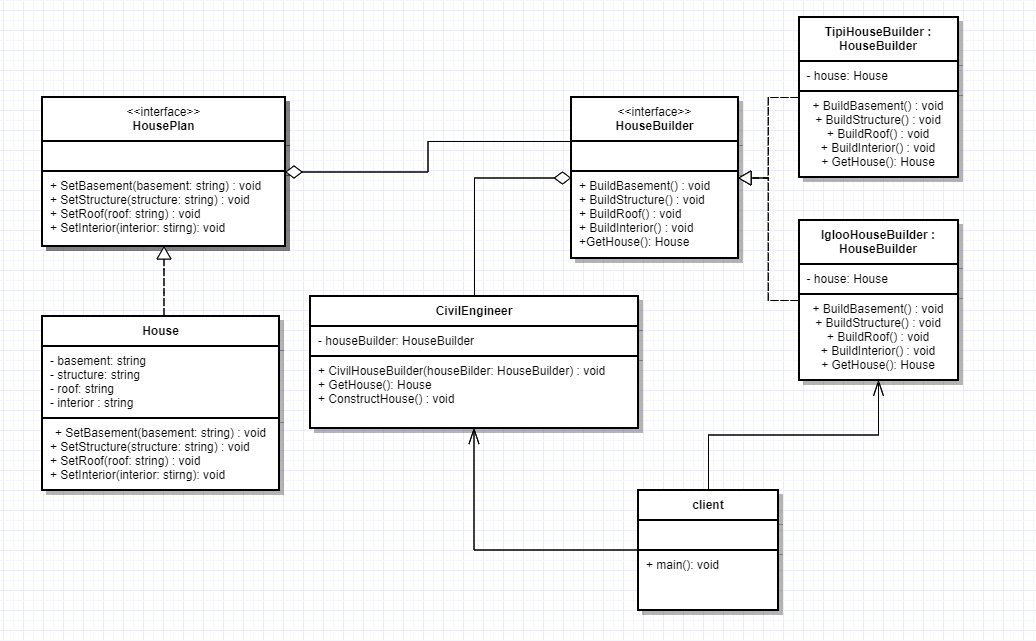 TipiHouseBuilder :
HouseBuilder
- house: House
+ BuildBasement() : void
+ BuildStructure() : void
+ BuildRoof() : void
+ BuildInterior() : void
+ GetHouse(): House
<<interface>>
HousePlan
+ SetBasement(basement: string) : void
+ SetStructure(structure: string) : void
+ SetRoof(roof: string) : void
+ SetInterior(interior: stirng): void
<<interface>>
HouseBuilder
+ BuildBasement() : void
+ BuildStructure() : void
+ BuildRoof() : void
+ BuildInterior() : void
+GetHouse(): House
IglooHouseBuilder :
HouseBuilder
- house: House
+ BuildBasement() : void
+ BuildStructure() : void
+ BuildRoof() : void
+ BuildInterior() : void
+ GetHouse(): House
House
- basement: string
- structure: string
- roof: string
- interior : string
+ SetBasement(basement: string) : void
+ SetStructure(structure: string) : void
+ SetRoof(roof: string) : void
+ SetInterior(interior: stirng): void
CivilEngineer
- houseBuilder: HouseBuilder
+ CivilHouseBuilder(houseBilder: HouseBuilder) : void
+ GetHouse(): House
+ ConstructHouse() : void
client
+ main(): void